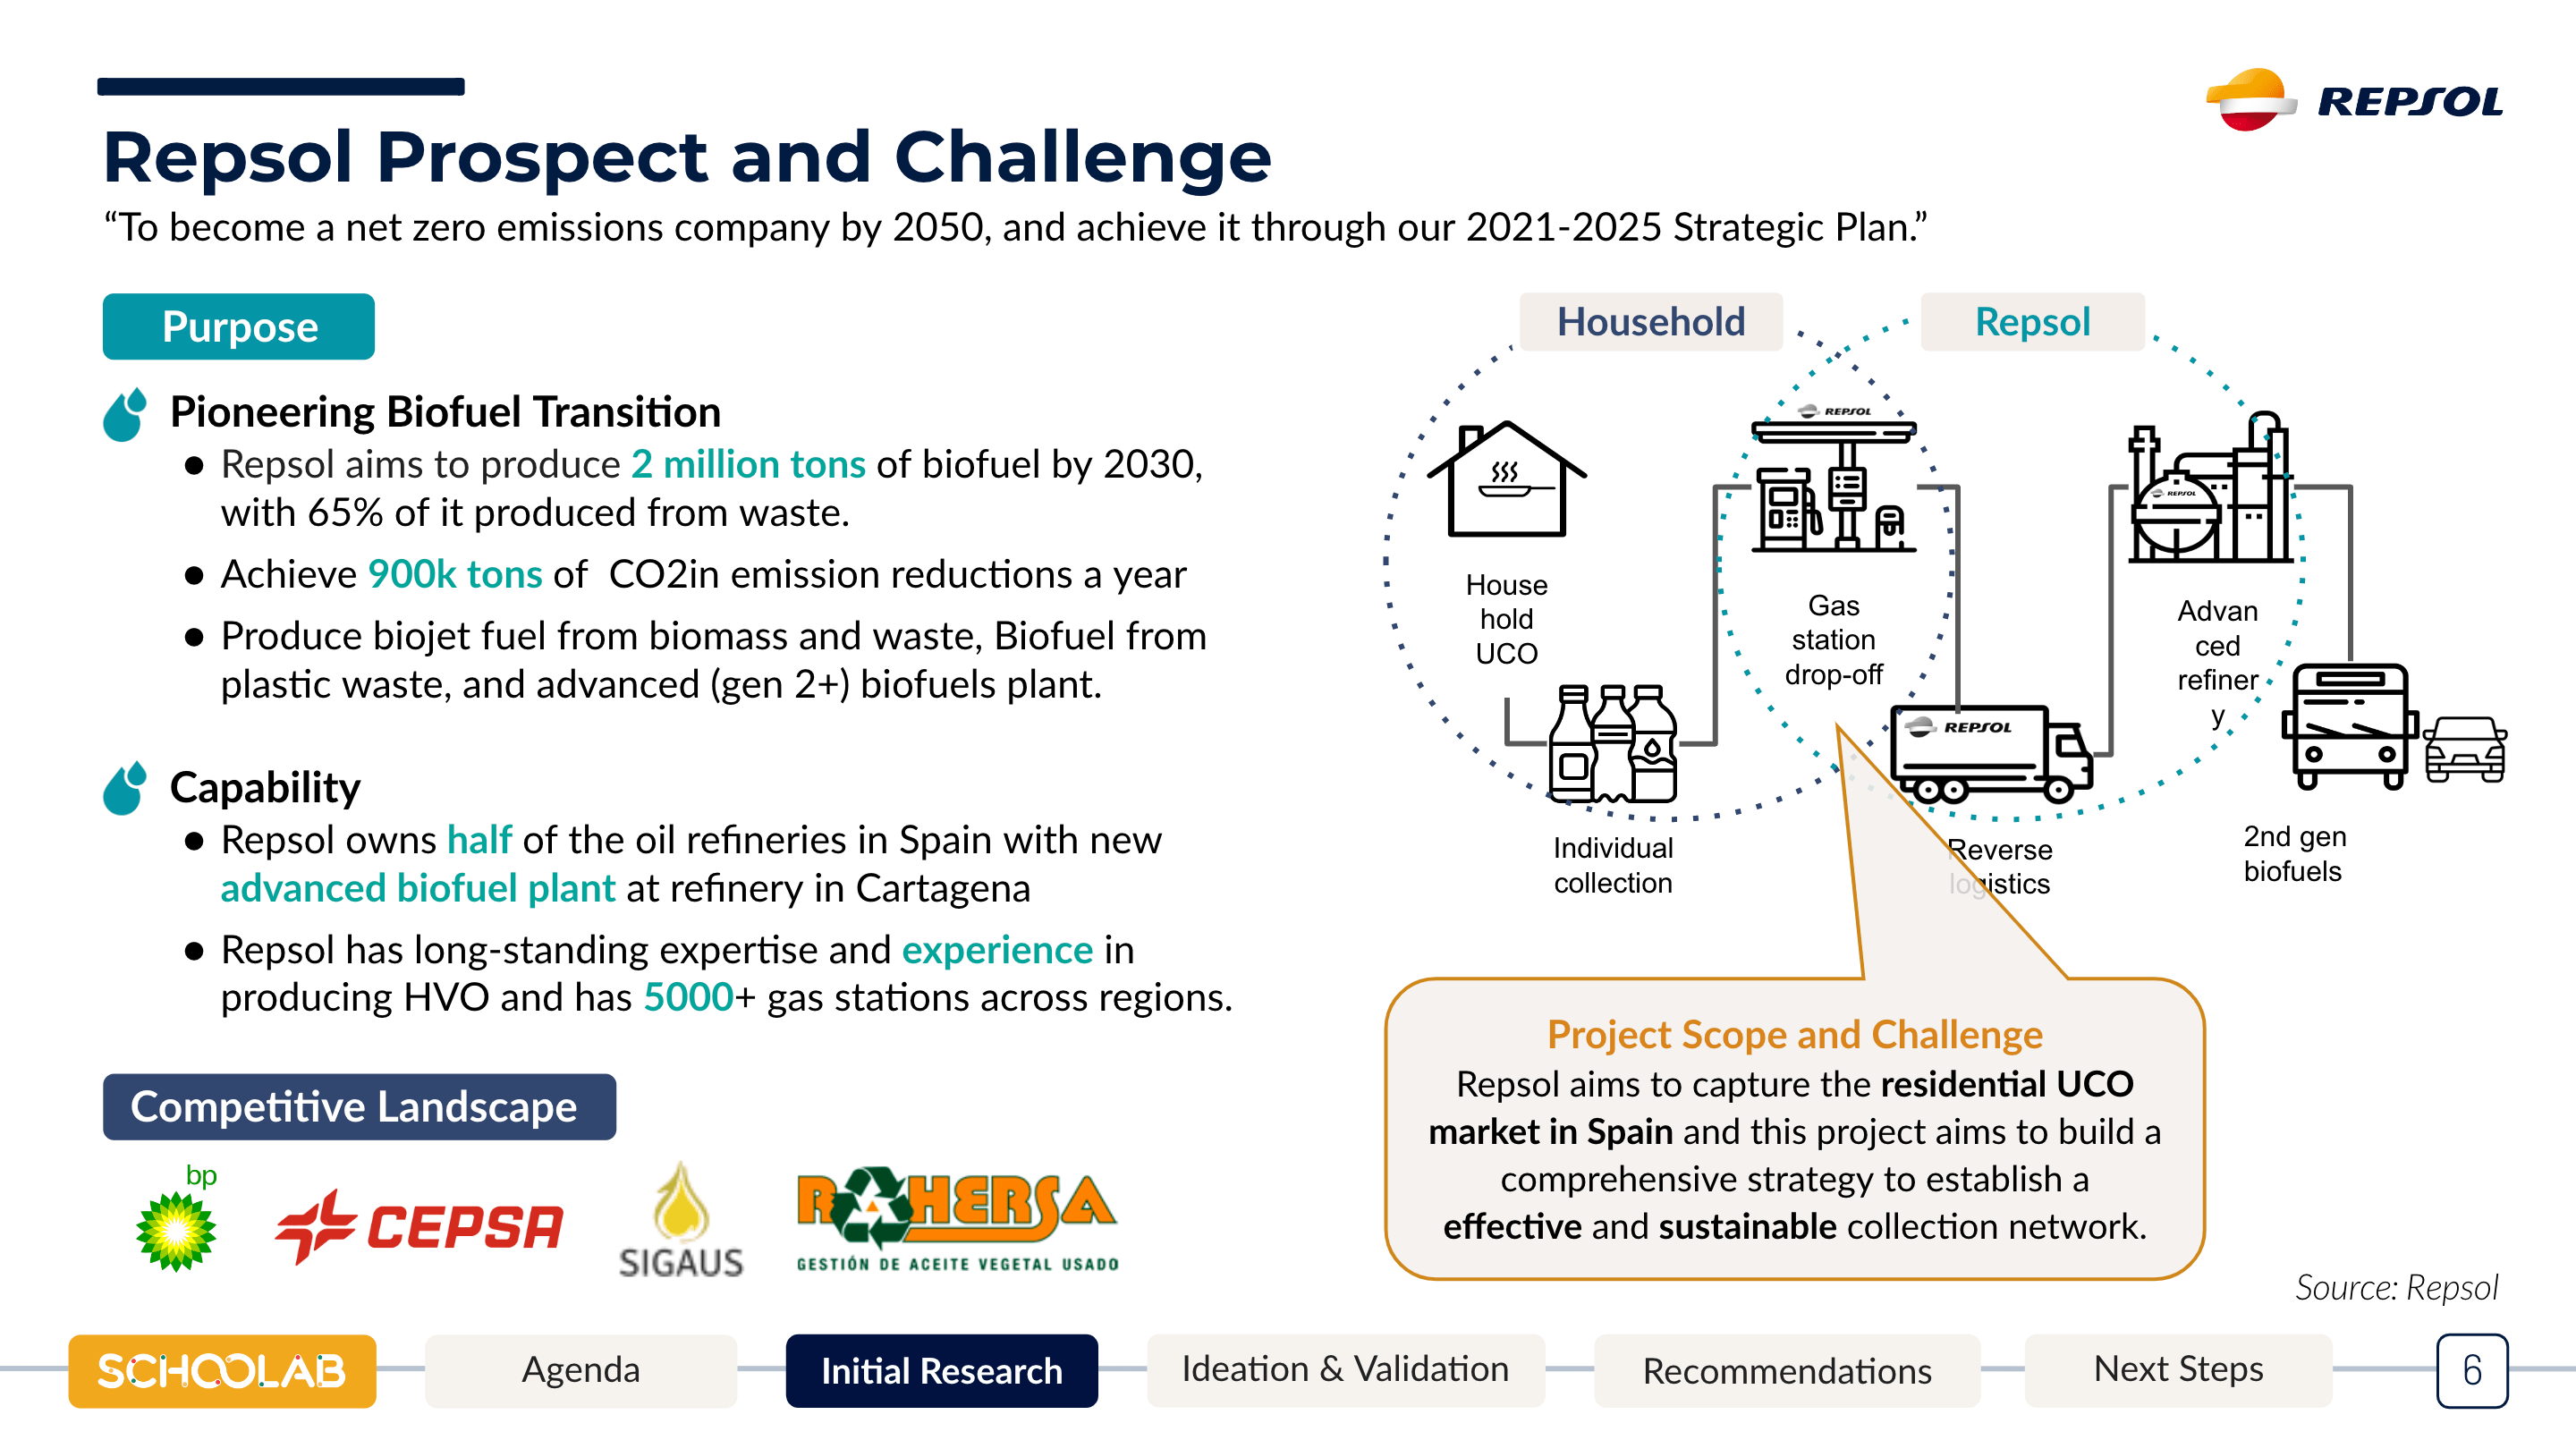 REPSOL
Repsol Prospect and Challenge
“To become a net zero emissions company by 2050, and achieve it through our 2021-2025 Strategic Plan.”
Purpose
Pioneering Biofuel Transition
● Repsol aims to produce 2 million tons of biofuel by 2030,
with 65% of it produced from waste.
● Achieve 900k tons of  CO2in emission reductions a year
● Produce biojet fuel from biomass and waste, Biofuel from
plastic waste, and advanced (gen 2+) biofuels plant.
Capability
● Repsol owns half of the oil refineries in Spain with new
advanced biofuel plant at refinery in Cartagena
● Repsol has long-standing expertise and experience in
producing HVO and has 5000+ gas stations across regions.
Competitive Landscape
bp
CEPSA
SIGAUS
RAHERSA
GESTIÓN DE ACEITE VEGETAL USADO
Household
Repsol
REPSOL
REPSOL
House
hold
UCO
Gas
station
drop-off
Advan
ced
refiner
y
REPSOL
Individual
collection
Reverse
logistics
2nd gen
biofuels
Project Scope and Challenge
Repsol aims to capture the residential UCO
market in Spain and this project aims to build a
comprehensive strategy to establish a
effective and sustainable collection network.
Source: Repsol
SCHOOLAB
Agenda
Initial Research
Ideation & Validation
Recommendations
Next Steps
6